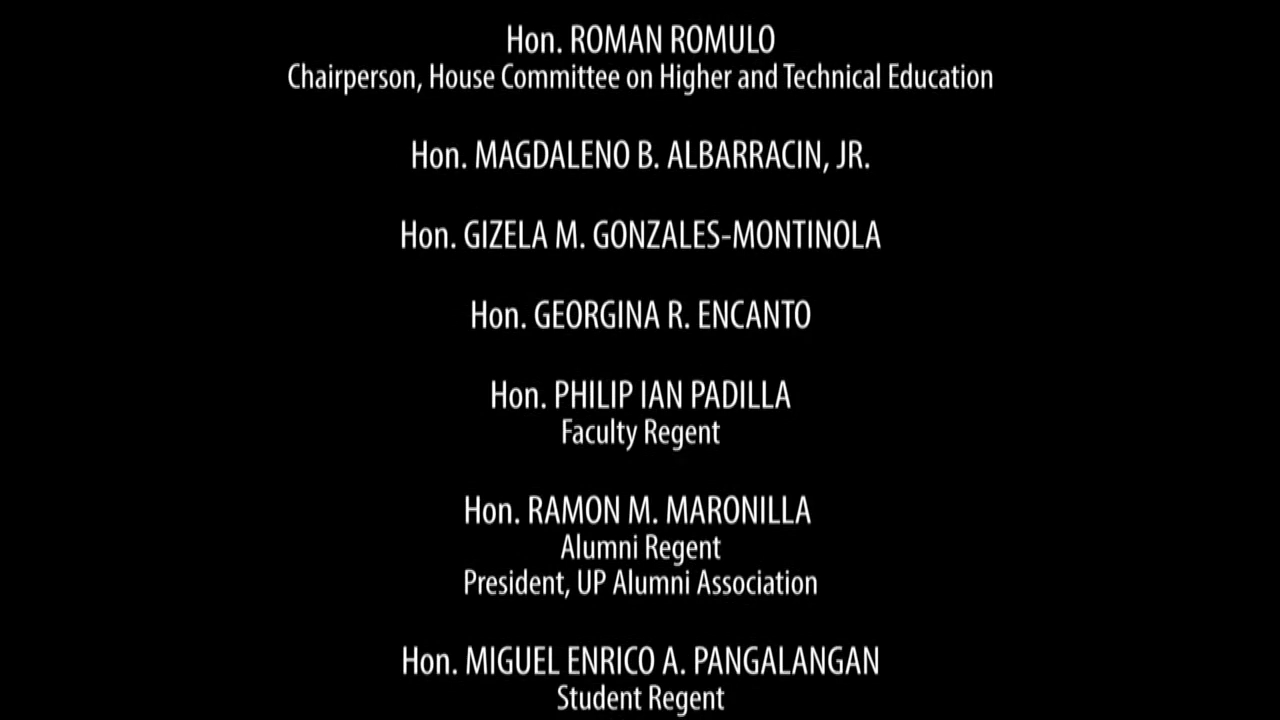 Hon. ROMAN ROMULO
Chairperson, House Committee on Higher and Technical Education
Hon. MAGDALENO B. ALBARRACIN, JR.
Hon. GIZELA M. GONZALES-MONTINOLA
Hon. GEORGINA R. ENCANTO
Hon. PHILIP IAN PADILLA
Faculty Regent
Hon. RAMON M. MARONILLA
Alumni Regent
President, UP Alumni Association
Hon. MIGUEL ENRICO A. PANGALANGAN
Student Regent